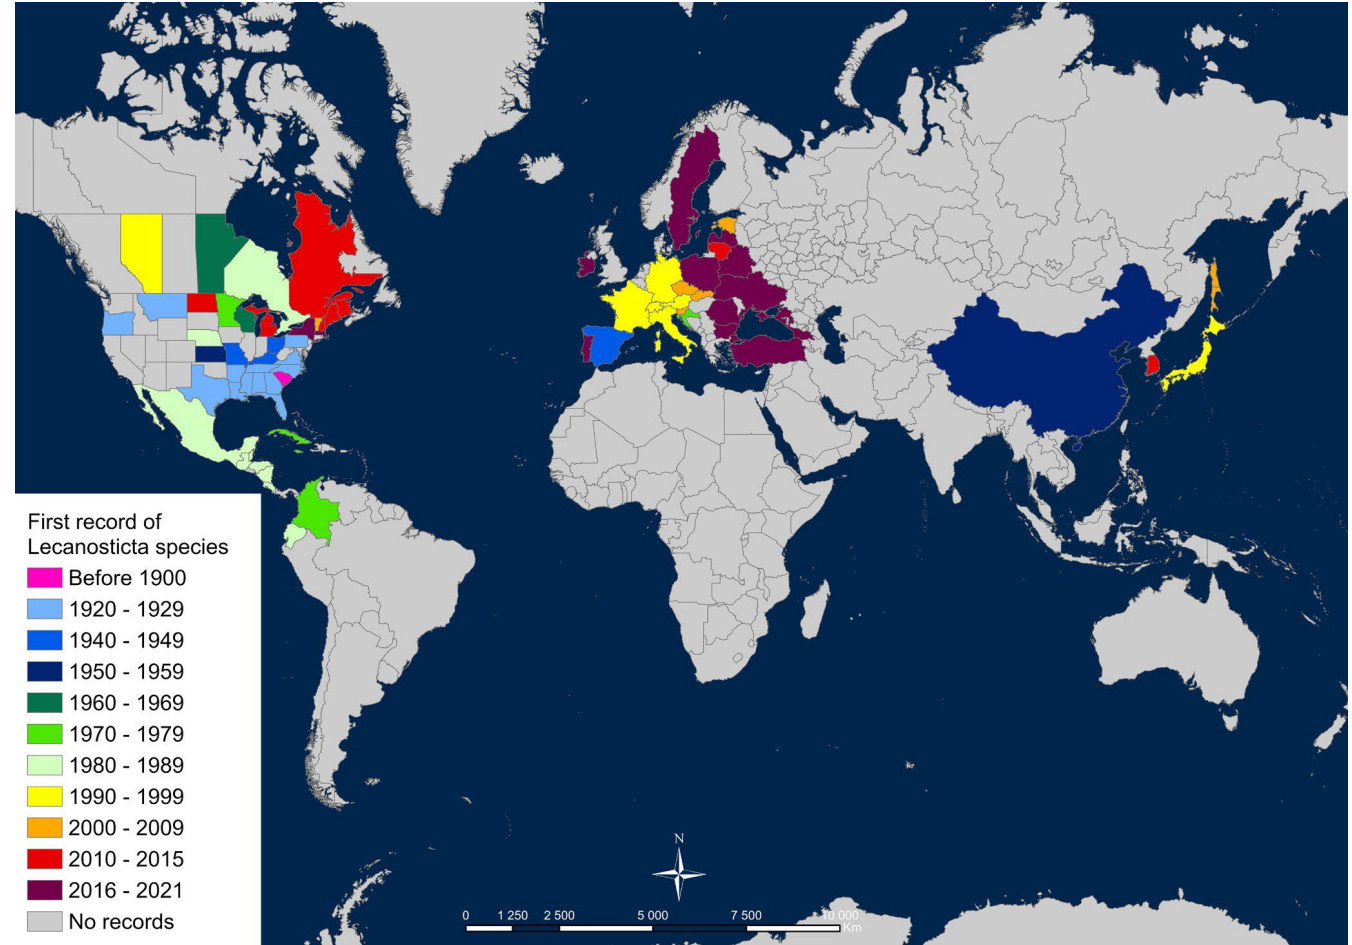 First record of
Lecanosticta species
Before 1900
1920 - 1929
1940 - 1949
1950 - 1959
1960 - 1969
1970 - 1979
1980 - 1989
1990 - 1999
2000 - 2009
2010 - 2015
2016 - 2021
No records
N
0 1 250 2 500 5 000 7 500 10 000
Km